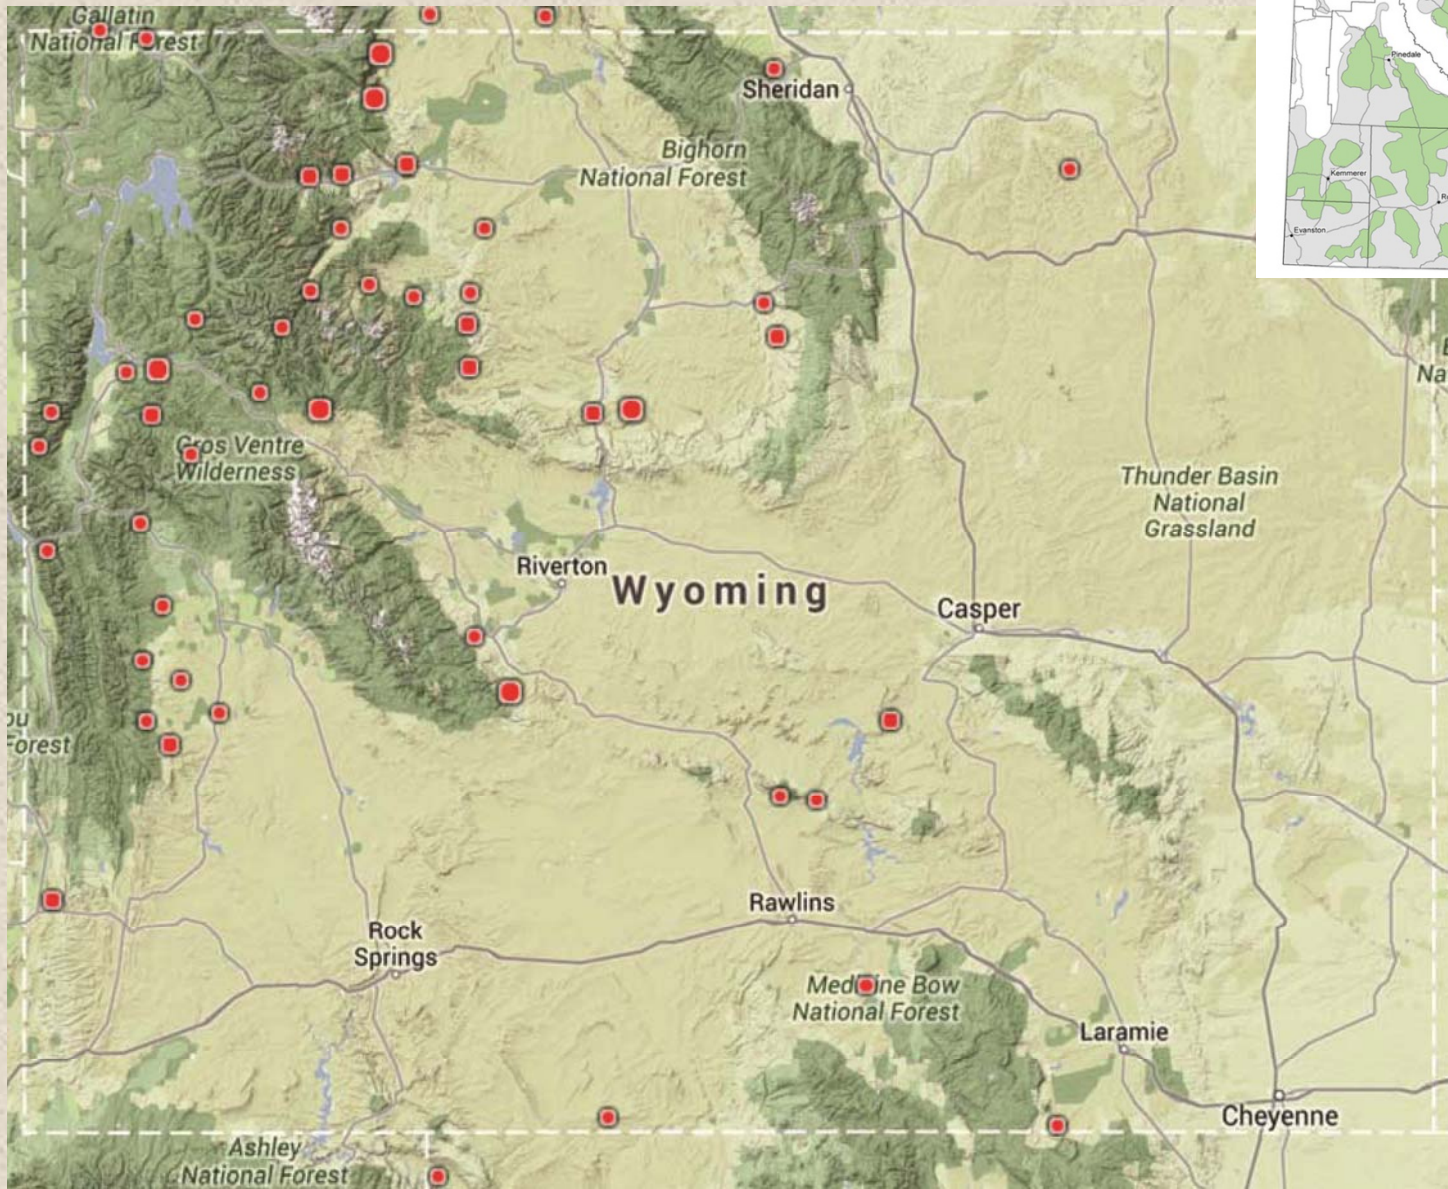 Gallatin
National Forest
Pinedale
Sheridan
Bighorn
National Forest
Kemmerer
Evanston
Gros Ventre
Wilderness
Thunder Basin
National
Grassland
Riverton
Wyoming
Casper
Forest
Rawlins
Rock
Springs
Medicine Bow
National Forest
Laramie
Cheyenne
Ashley
National Forest